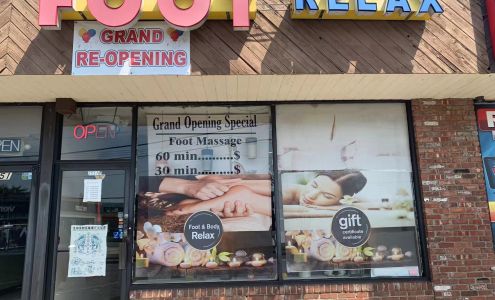 FOOT RELAX
GRAND
RE-OPENING
OPEN
OPEN
Grand Opening Special
Foot Massage
60 min...........$
30 min...........$
Foot & Body
Relax
gift
certificate
available